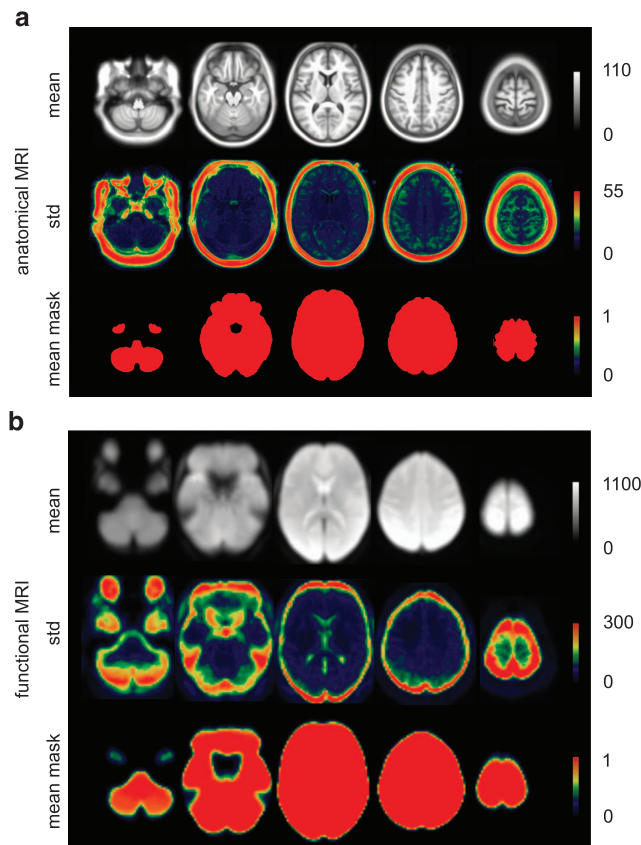 a
anatomical MRI
mean
110
0
std
55
0
mean mask
1
0
b
functional MRI
mean
1100
0
std
300
0
mean mask
1
0